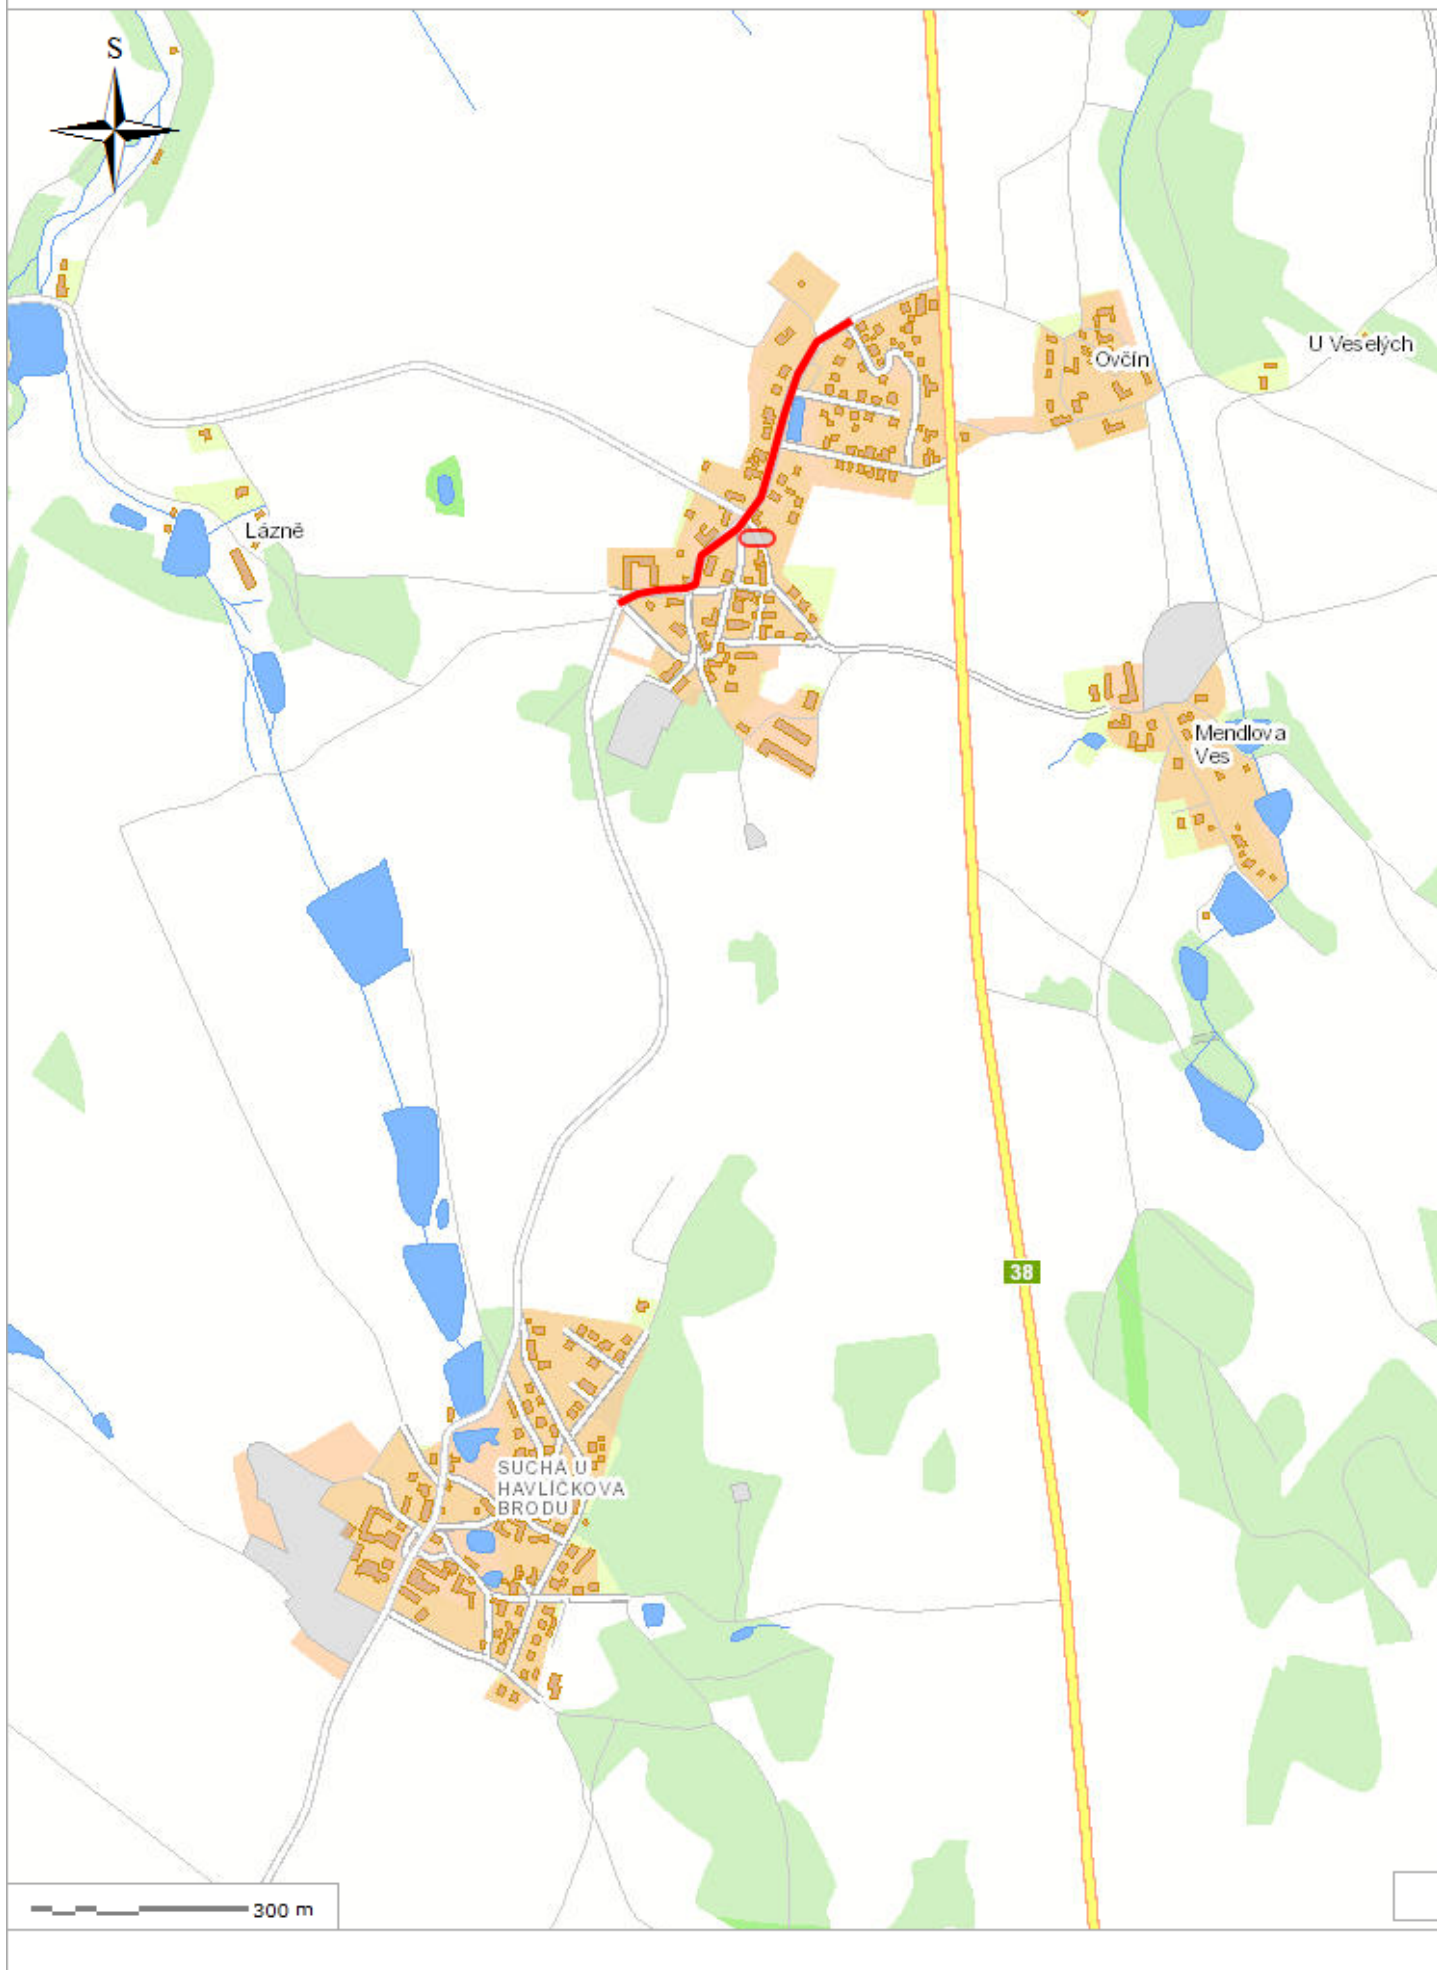 S
U Veselých
Ovčín
Lázně
Mendlova
Ves
38
SUCHÁ U
HAVLÍČKOVA
BRODU
300 m